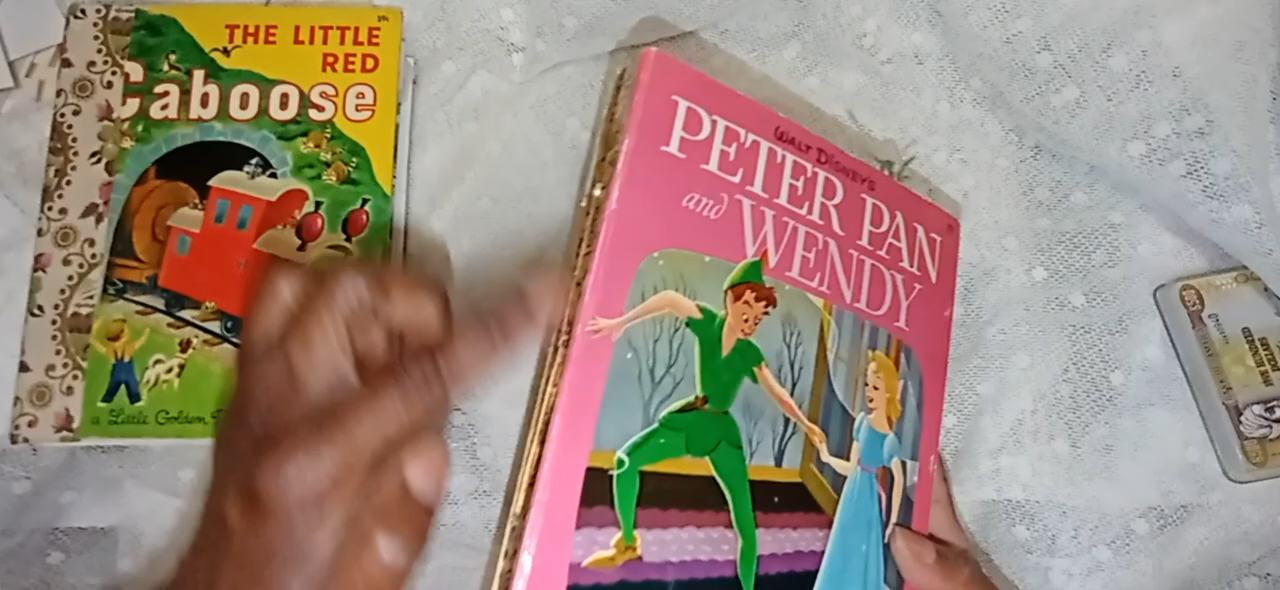 THE LITTLE
RED
Caboose
a Little Golden
WALT DISNEY'S
PETER PAN
and WENDY